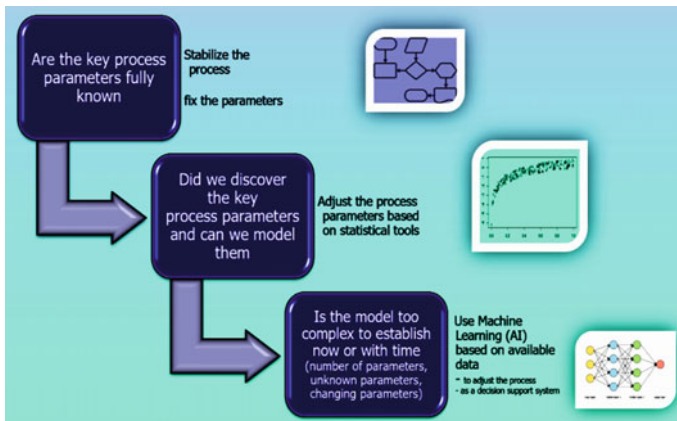 Are the key process
parameters fully
known
Stabilize the
process
fix the parameters
Did we discover
the key
process parameters
and can we model
them
Adjust the process
parameters based
on statistical tools
Is the model too
complex to establish
now or with time
(number of parameters,
unknown parameters,
changing parameters)
Use Machine
Learning (AI)
based on available
data
- to adjust the process
- as a decision support system